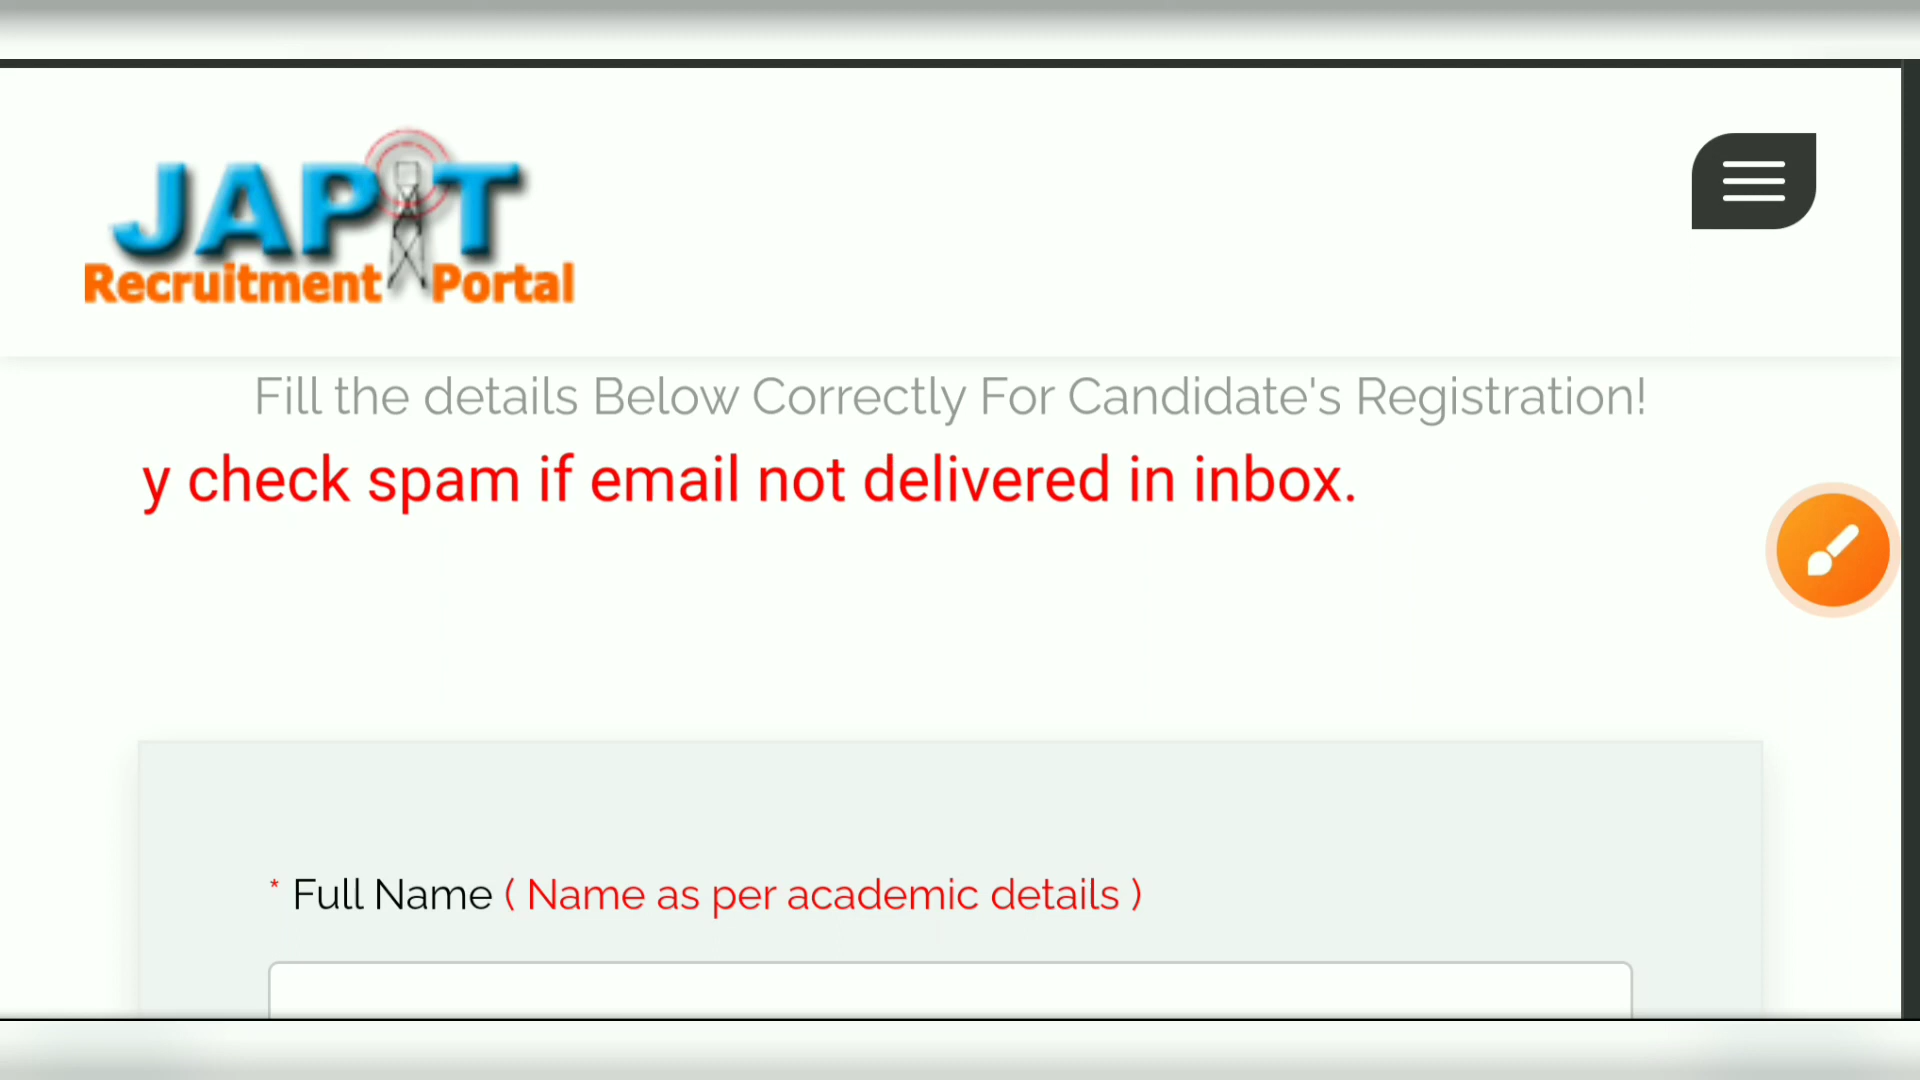 JAPIT
Recruitment Portal
Fill the details Below Correctly For Candidate's Registration!
y check spam if email not delivered in inbox.
* Full Name ( Name as per academic details )